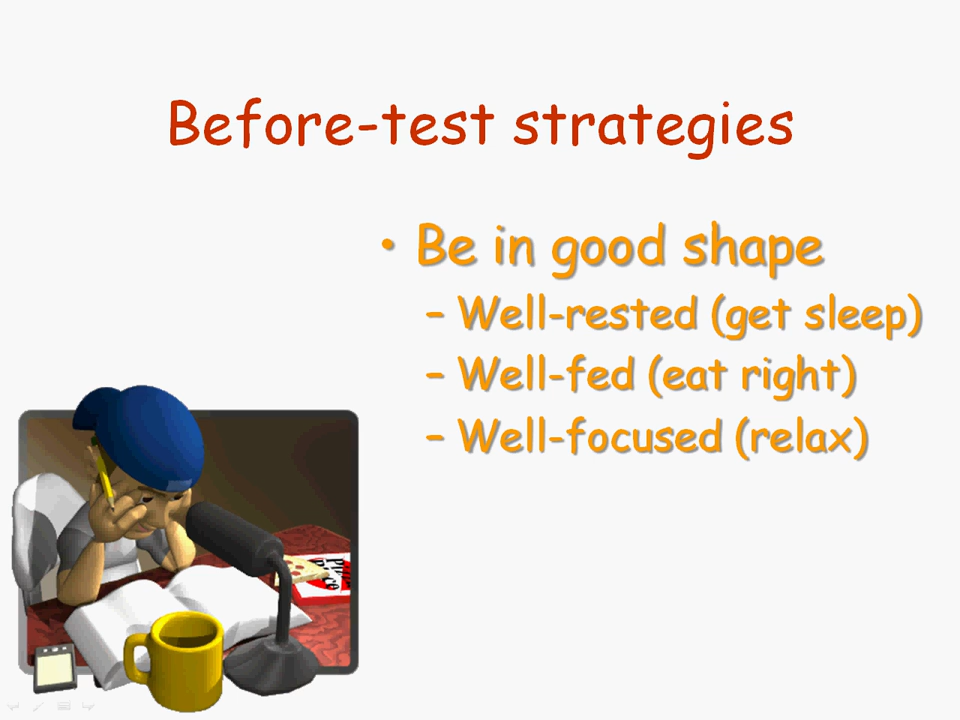 Before-test strategies
• Be in good shape
– Well-rested (get sleep)
– Well-fed (eat right)
– Well-focused (relax)